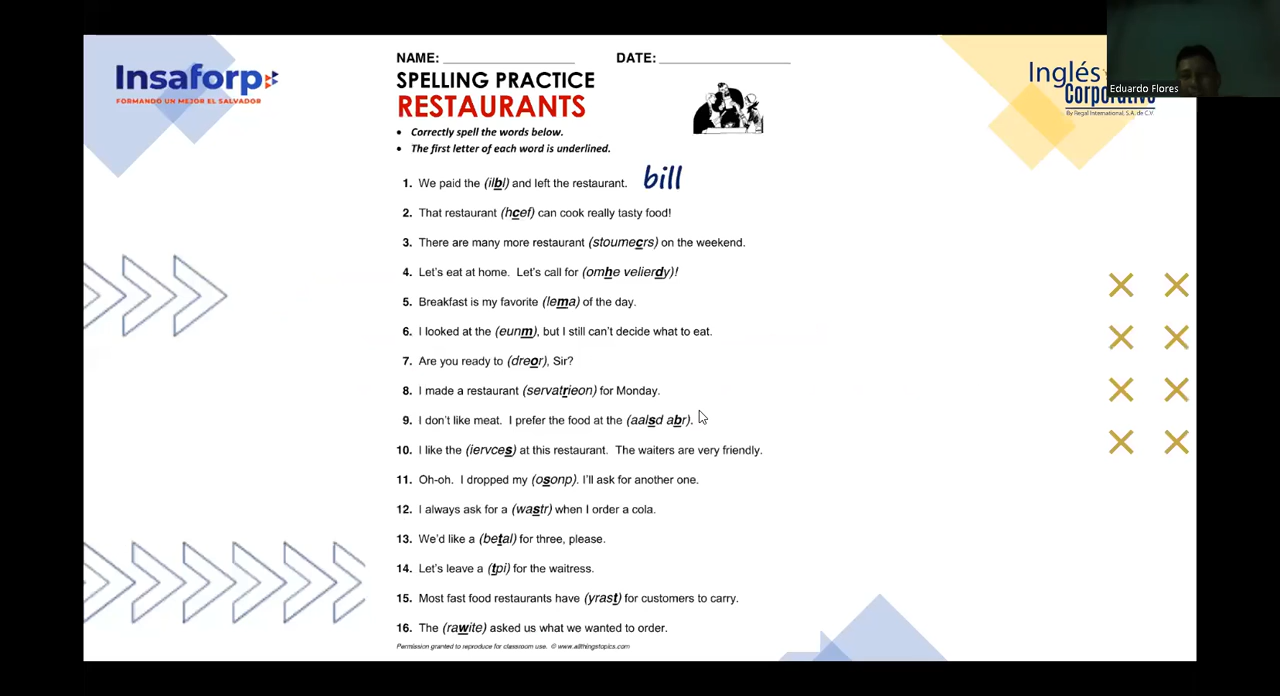 Insaforp
FORMANDO UN MEJOR EL SALVADOR
NAME: ____________________ DATE: ____________________
SPELLING PRACTICE
RESTAURANTS
• Correctly spell the words below.
• The first letter of each word is underlined.
1. We paid the (ilbl) and left the restaurant. bill
2. That restaurant (hcef) can cook really tasty food!
3. There are many more restaurant (stoumecrs) on the weekend.
4. Let's eat at home. Let's call for (omhe velierdy)!
5. Breakfast is my favorite (lema) of the day.
6. I looked at the (eunm), but I still can't decide what to eat.
7. Are you ready to (dreor), Sir?
8. I made a restaurant (servatrieon) for Monday.
9. I don't like meat. I prefer the food at the (aalsd abr).
10. I like the (iervces) at this restaurant. The waiters are very friendly.
11. Oh-oh. I dropped my (osonp). I'll ask for another one.
12. I always ask for a (wastr) when I order a cola.
13. We'd like a (betal) for three, please.
14. Let's leave a (tpi) for the waitress.
15. Most fast food restaurants have (yrast) for customers to carry.
16. The (rawite) asked us what we wanted to order.
Permission granted to reproduce for classroom use. © www.allthingstopics.com
Inglés
Corporativo
By Regal International, S.A. de C.V.
Eduardo Flores